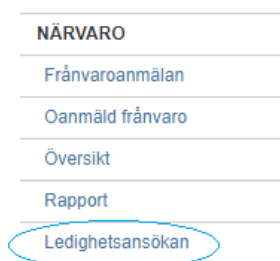 NÄRVARO
Frånvaroanmälan
Oanmäld frånvaro
Översikt
Rapport
Ledighetsansökan